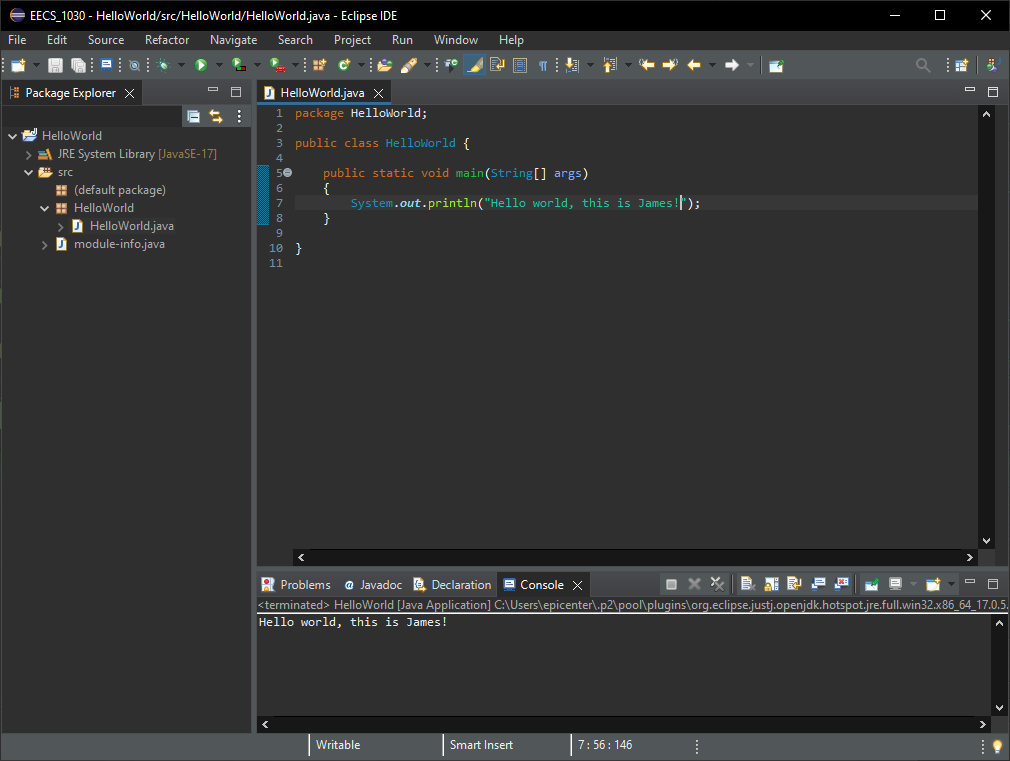 EECS_1030 - HelloWorld/src/HelloWorld/HelloWorld.java - Eclipse IDE
File Edit Source Refactor Navigate Search Project Run Window Help
Package Explorer
HelloWorld
JRE System Library [JavaSE-17]
src
(default package)
HelloWorld
HelloWorld.java
module-info.java
HelloWorld.java
1 package HelloWorld;
2
3 public class HelloWorld {
4
5 public static void main(String[] args)
6 {
7 System.out.println("Hello world, this is James!");
8 }
9
10 }
11
Problems @ Javadoc Declaration Console
<terminated> HelloWorld [Java Application] C:\Users\epicenter\.p2\pool\plugins\org.eclipse.justj.openjdk.hotspot.jre.full.win32.x86_64_17.0.5.
Hello world, this is James!
Writable Smart Insert 7 : 56 : 146